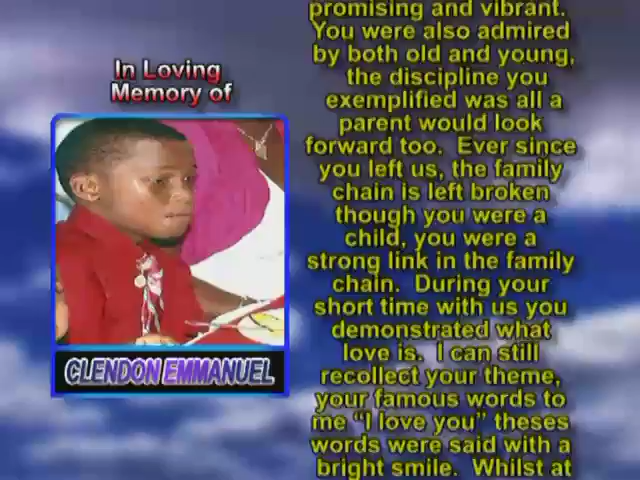 In Loving
Memory of
CLENDON EMMANUEL
promising and vibrant.
You were also admired
by both old and young,
the discipline you
exemplified was all a
parent would look
forward too. Ever since
you left us, the family
chain is left broken
though you were a
child, you were a
strong link in the family
chain. During your
short time with us you
demonstrated what
love is. I can still
recollect your theme,
your famous words to
me “I love you” theses
words were said with a
bright smile. Whilst at